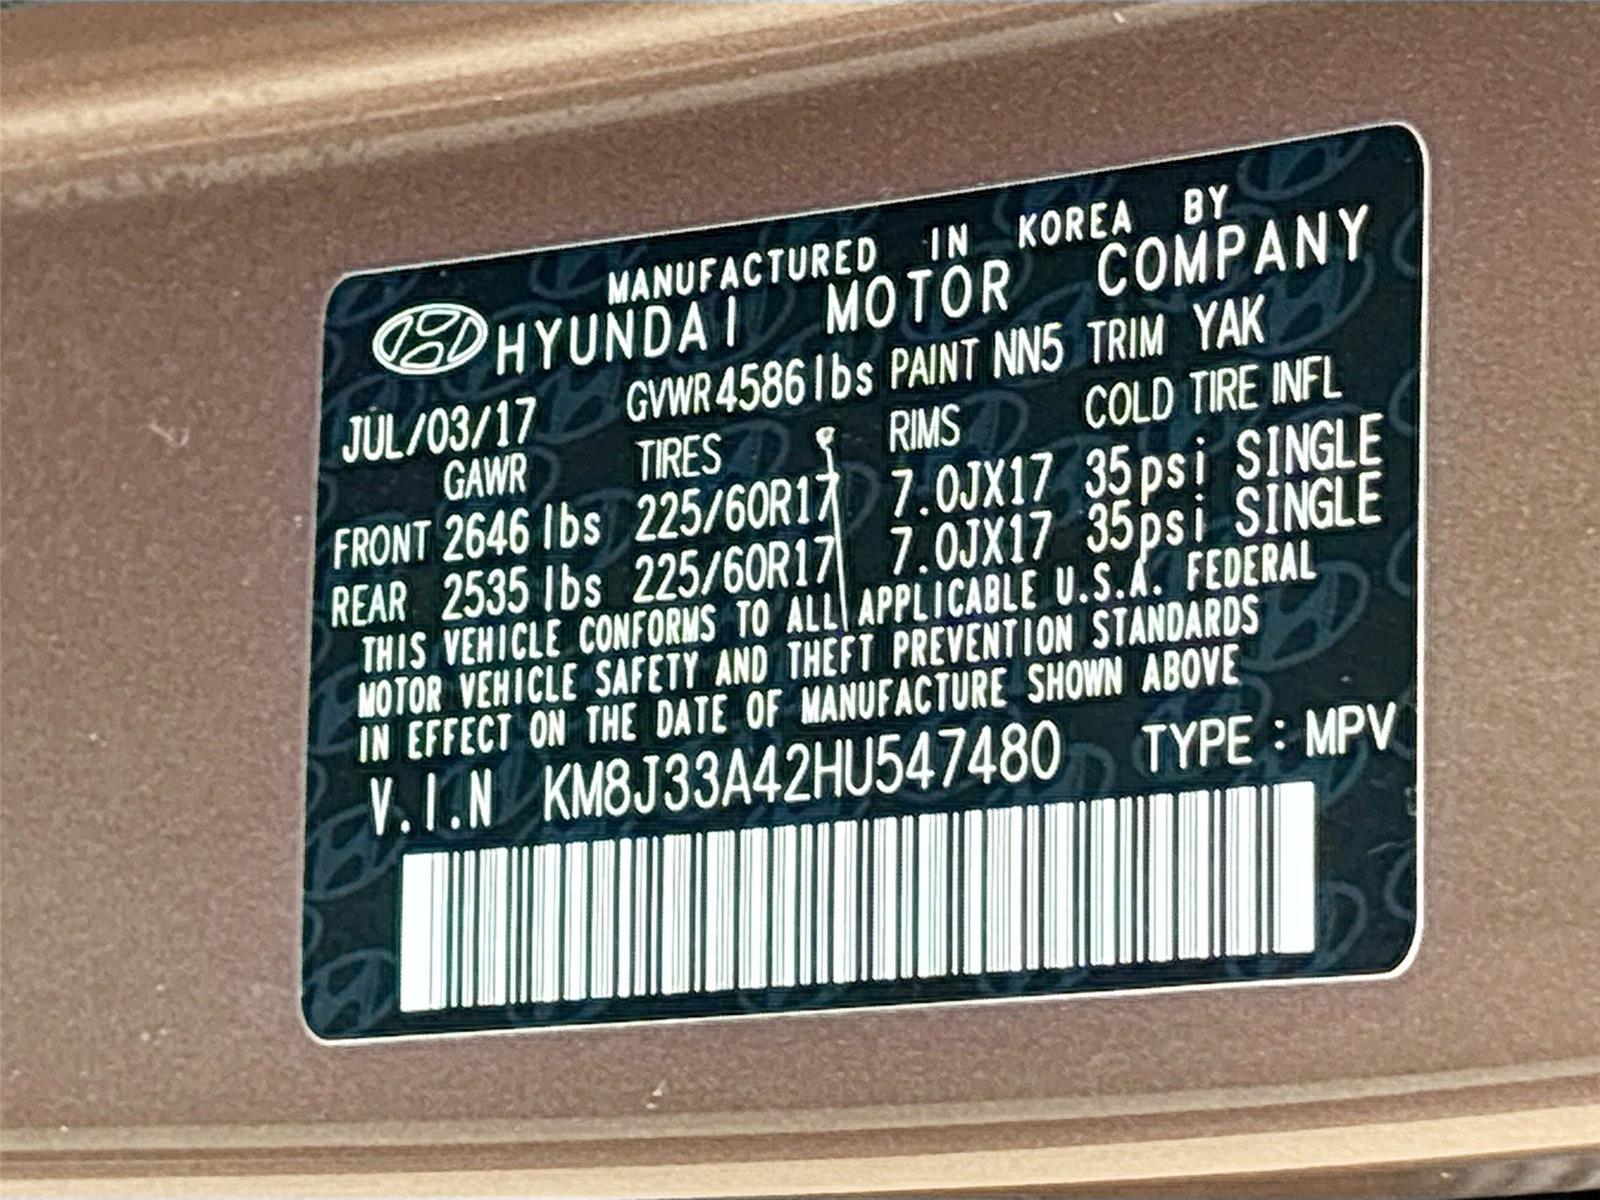 MANUFACTURED IN KOREA BY
HYUNDAI MOTOR COMPANY
JUL/03/17 GVWR 4586 lbs PAINT NN5 TRIM YAK
GAWR TIRES RIMS COLD TIRE INFL
FRONT 2646 lbs 225/60R17 7.0JX17 35psi SINGLE
REAR 2535 lbs 225/60R17 7.0JX17 35psi SINGLE
THIS VEHICLE CONFORMS TO ALL APPLICABLE U.S.A. FEDERAL
MOTOR VEHICLE SAFETY AND THEFT PREVENTION STANDARDS
IN EFFECT ON THE DATE OF MANUFACTURE SHOWN ABOVE
V.I.N KM8J33A42HU547480 TYPE : MPV